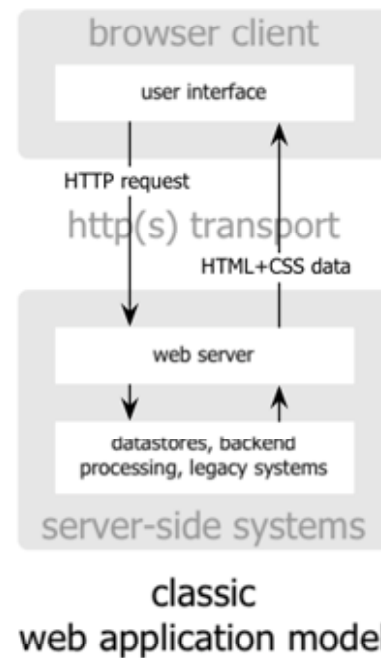 browser client
user interface
HTTP request
http(s) transport
HTML+CSS data
web server
datastores, backend
processing, legacy systems
server-side systems
classic
web application model